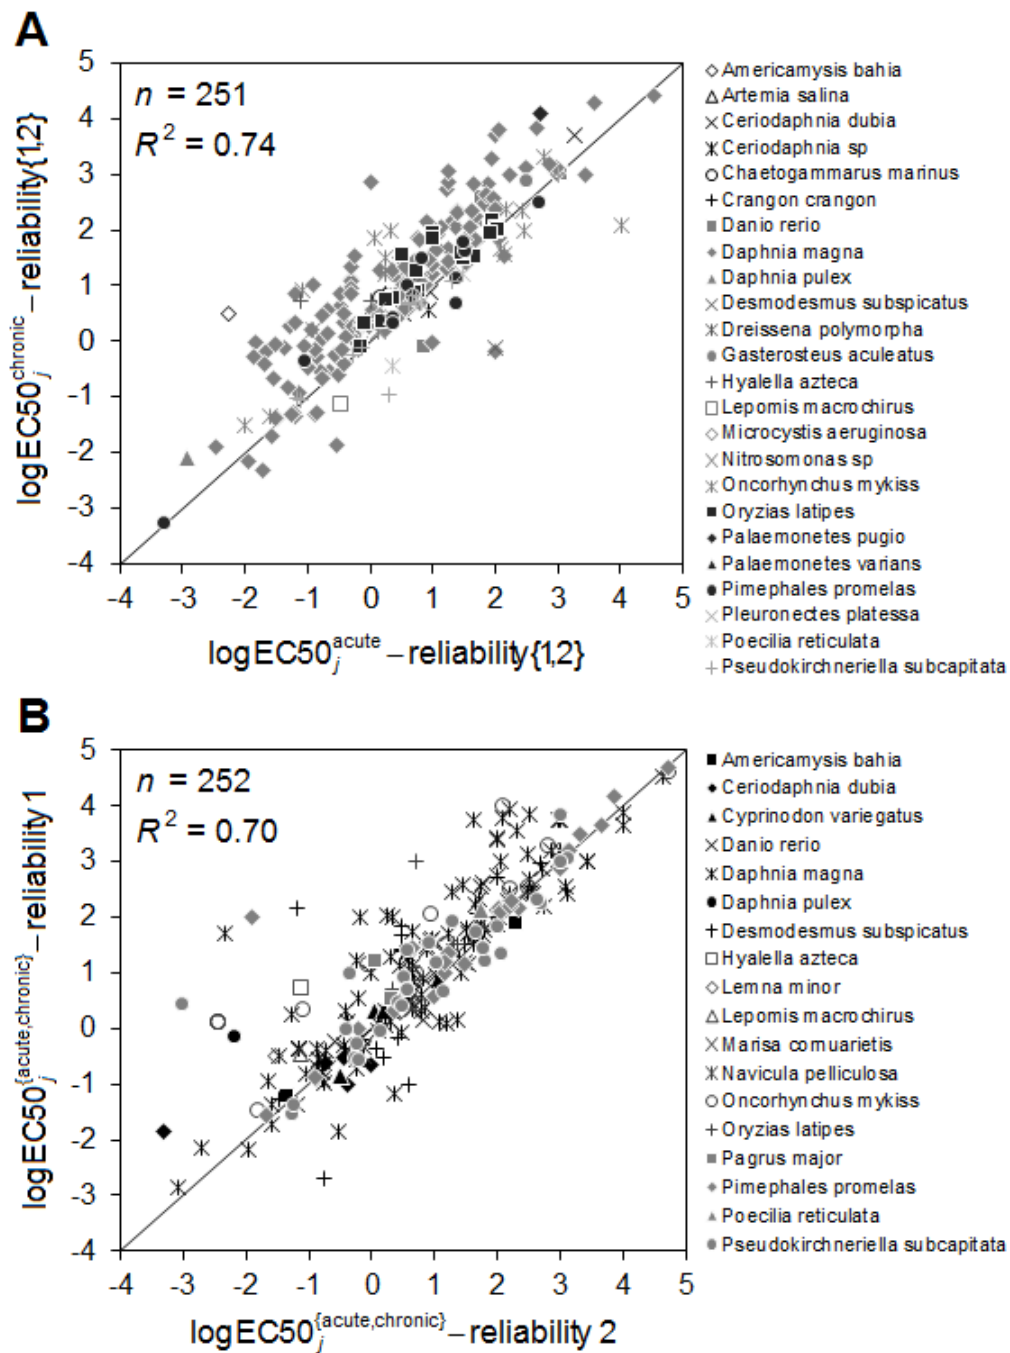 A
5
4
3
2
1
0
-1
-2
-3
-4
-4 -3 -2 -1 0 1 2 3 4 5
n = 251
R² = 0.74
logEC50j^chronic – reliability{1,2}
logEC50j^acute – reliability{1,2}
Americamysis bahia
Artemia salina
Ceriodaphnia dubia
Ceriodaphnia sp
Chaetogammarus marinus
Crangon crangon
Danio rerio
Daphnia magna
Daphnia pulex
Desmodesmus subspicatus
Dreissena polymorpha
Gasterosteus aculeatus
Hyalella azteca
Lepomis macrochirus
Microcystis aeruginosa
Nitrosomonas sp
Oncorhynchus mykiss
Oryzias latipes
Palaemonetes pugio
Palaemonetes varians
Pimephales promelas
Pleuronectes platessa
Poecilia reticulata
Pseudokirchneriella subcapitata
B
5
4
3
2
1
0
-1
-2
-3
-4
-4 -3 -2 -1 0 1 2 3 4 5
n = 252
R² = 0.70
logEC50j^{acute,chronic} – reliability 1
logEC50j^{acute,chronic} – reliability 2
Americamysis bahia
Ceriodaphnia dubia
Cyprinodon variegatus
Danio rerio
Daphnia magna
Daphnia pulex
Desmodesmus subspicatus
Hyalella azteca
Lemna minor
Lepomis macrochirus
Marisa cornuarietis
Navicula pelliculosa
Oncorhynchus mykiss
Oryzias latipes
Pagrus major
Pimephales promelas
Poecilia reticulata
Pseudokirchneriella subcapitata